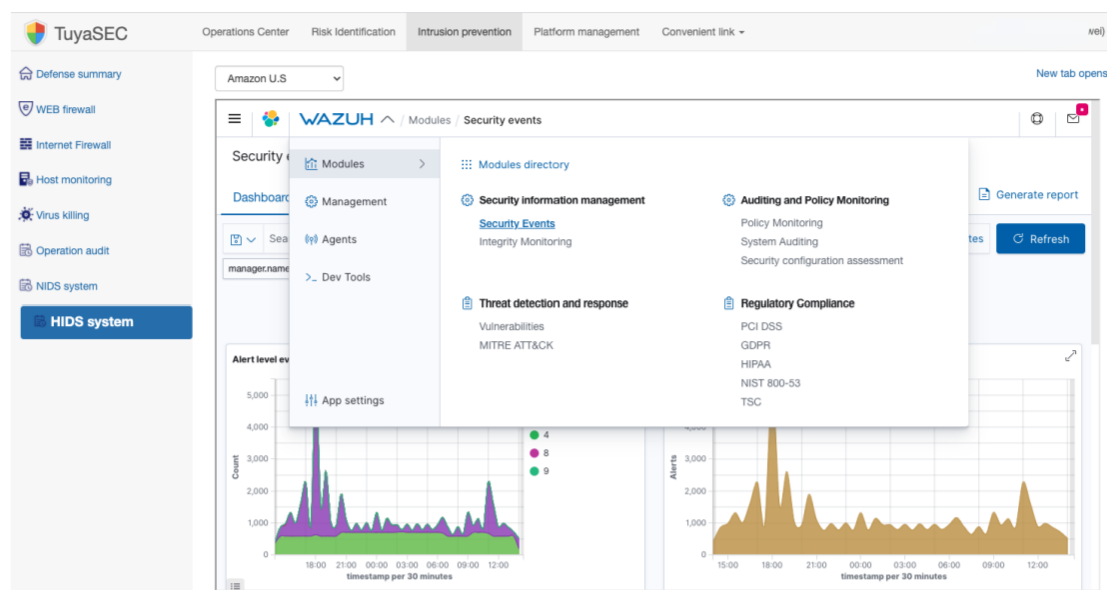 TuyaSEC
Operations Center
Risk Identification
Intrusion prevention
Platform management
Convenient link
wei)
Defense summary
WEB firewall
Internet Firewall
Host monitoring
Virus killing
Operation audit
NIDS system
HIDS system
Amazon U.S
New tab opens
WAZUH / Modules / Security events
Security e
Dashboard
Generate report
Sea
tes
Refresh
manager.name
Modules
Management
Agents
>_ Dev Tools
App settings
Modules directory
Security information management
Security Events
Integrity Monitoring
Auditing and Policy Monitoring
Policy Monitoring
System Auditing
Security configuration assessment
Threat detection and response
Vulnerabilities
MITRE ATT&CK
Regulatory Compliance
PCI DSS
GDPR
HIPAA
NIST 800-53
TSC
Alert level ev
5,000
4,000
3,000
2,000
1,000
0
Count
18:00 21:00 00:00 03:00 06:00 09:00 12:00
timestamp per 30 minutes
4
8
9
3,000
2,000
1,000
0
Alerts
15:00 18:00 21:00 00:00 03:00 06:00 09:00 12:00
timestamp per 30 minutes